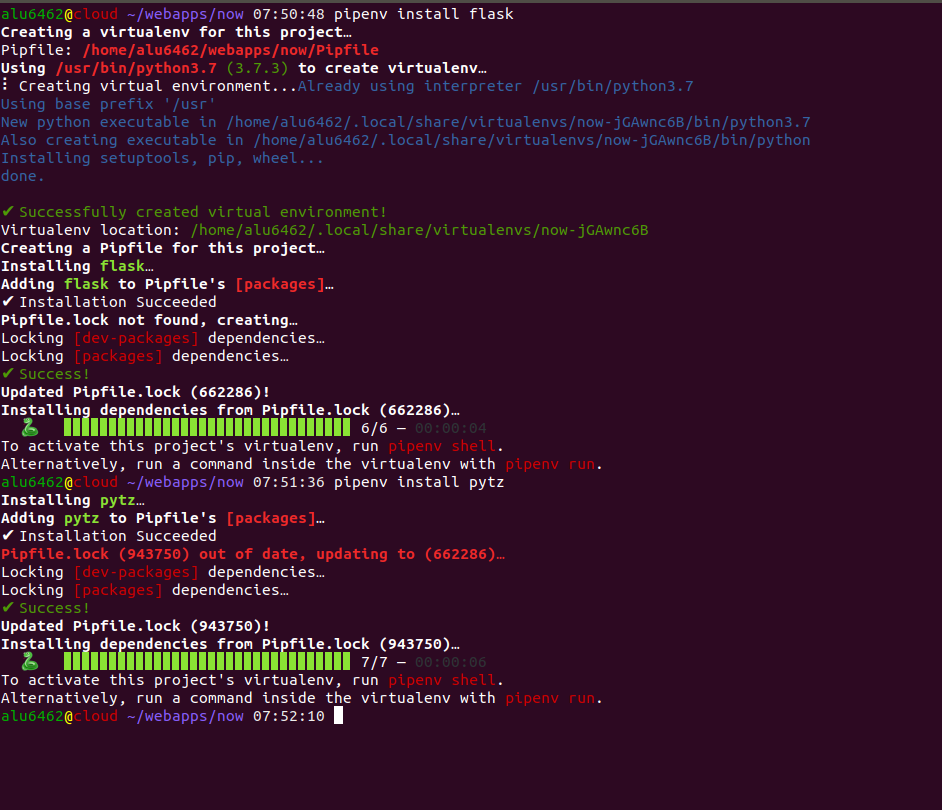 alu6462@cloud ~/webapps/now 07:50:48 pipenv install flask
Creating a virtualenv for this project…
Pipfile: /home/alu6462/webapps/now/Pipfile
Using /usr/bin/python3.7 (3.7.3) to create virtualenv…
⠇ Creating virtual environment...Already using interpreter /usr/bin/python3.7
Using base prefix '/usr'
New python executable in /home/alu6462/.local/share/virtualenvs/now-jGAwnc6B/bin/python3.7
Also creating executable in /home/alu6462/.local/share/virtualenvs/now-jGAwnc6B/bin/python
Installing setuptools, pip, wheel...
done.
✔ Successfully created virtual environment!
Virtualenv location: /home/alu6462/.local/share/virtualenvs/now-jGAwnc6B
Creating a Pipfile for this project…
Installing flask…
Adding flask to Pipfile's [packages]…
✔ Installation Succeeded
Pipfile.lock not found, creating…
Locking [dev-packages] dependencies…
Locking [packages] dependencies…
✔ Success!
Updated Pipfile.lock (662286)!
Installing dependencies from Pipfile.lock (662286)…
6/6 — 00:00:04
To activate this project's virtualenv, run pipenv shell.
Alternatively, run a command inside the virtualenv with pipenv run.
alu6462@cloud ~/webapps/now 07:51:36 pipenv install pytz
Installing pytz…
Adding pytz to Pipfile's [packages]…
✔ Installation Succeeded
Pipfile.lock (943750) out of date, updating to (662286)…
Locking [dev-packages] dependencies…
Locking [packages] dependencies…
✔ Success!
Updated Pipfile.lock (943750)!
Installing dependencies from Pipfile.lock (943750)…
7/7 — 00:00:06
To activate this project's virtualenv, run pipenv shell.
Alternatively, run a command inside the virtualenv with pipenv run.
alu6462@cloud ~/webapps/now 07:52:10